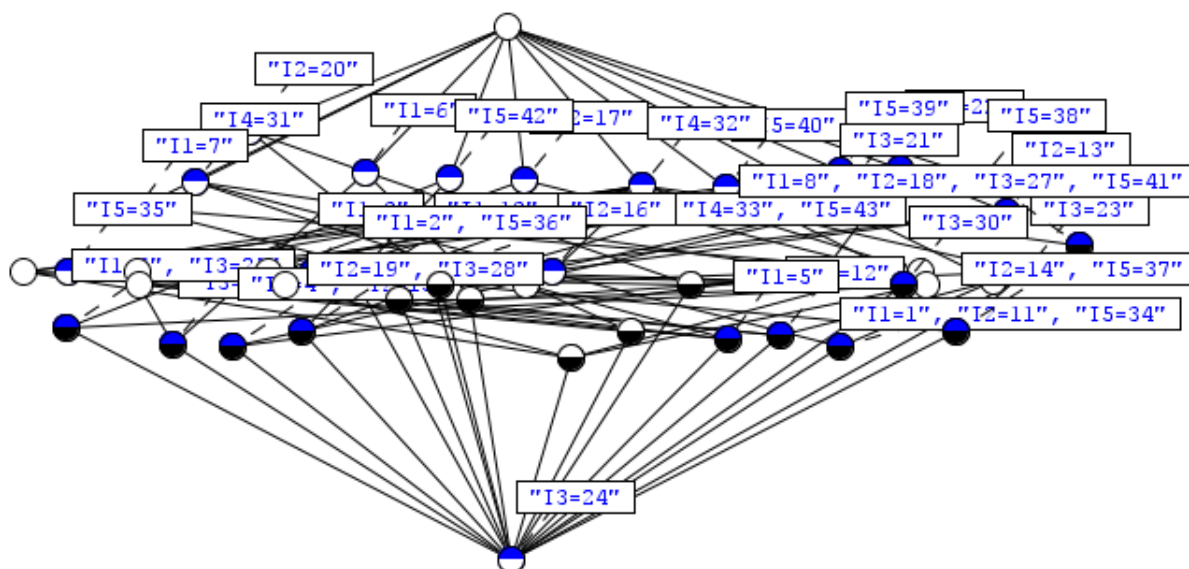 "I2=20"
"I5=39"
"I5=38"
"I1=6"
"I5=42"
"I4=31"
"I4=32"
"I3=21"
"I1=7"
"I2=13"
"I1=8", "I2=18", "I3=27", "I5=41"
"I5=35"
"I2=16"
"I4=33", "I5=43"
"I3=23"
"I1=2", "I5=36"
"I3=30"
"I2=19", "I3=28"
"I2=14", "I5=37"
"I1=5"
"I1=1", "I2=11", "I5=34"
"I3=24"